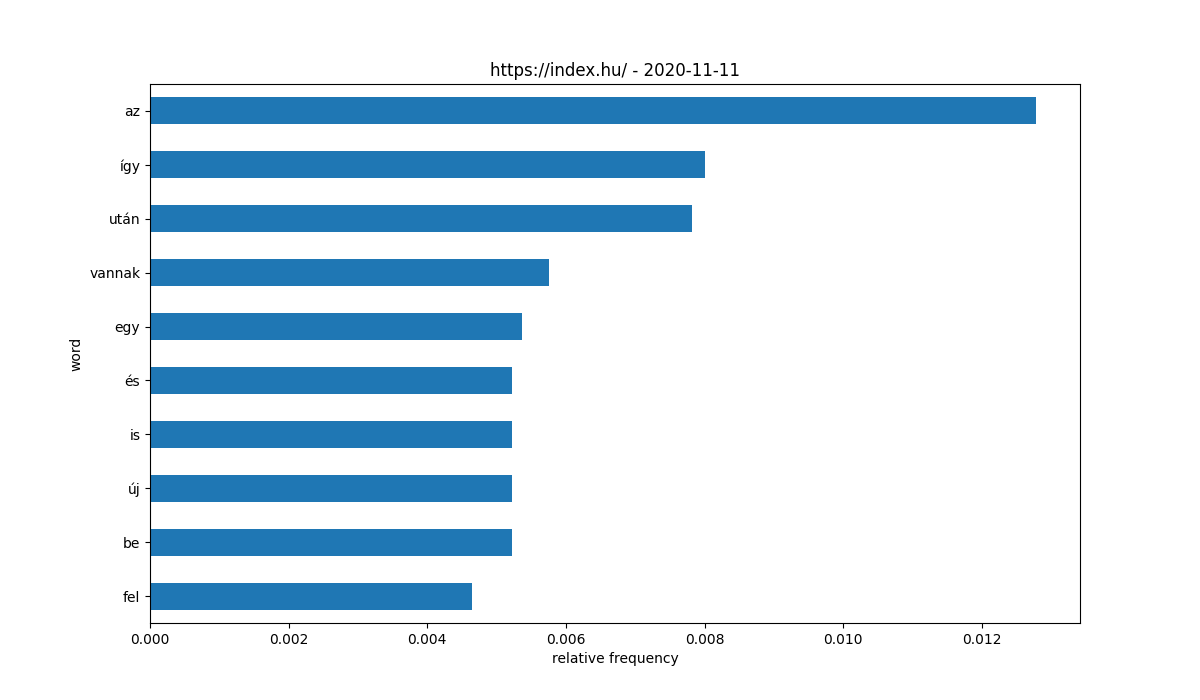 https://index.hu/ - 2020-11-11
az
így
után
vannak
egy
és
is
új
be
fel
word
0.000 0.002 0.004 0.006 0.008 0.010 0.012
relative frequency